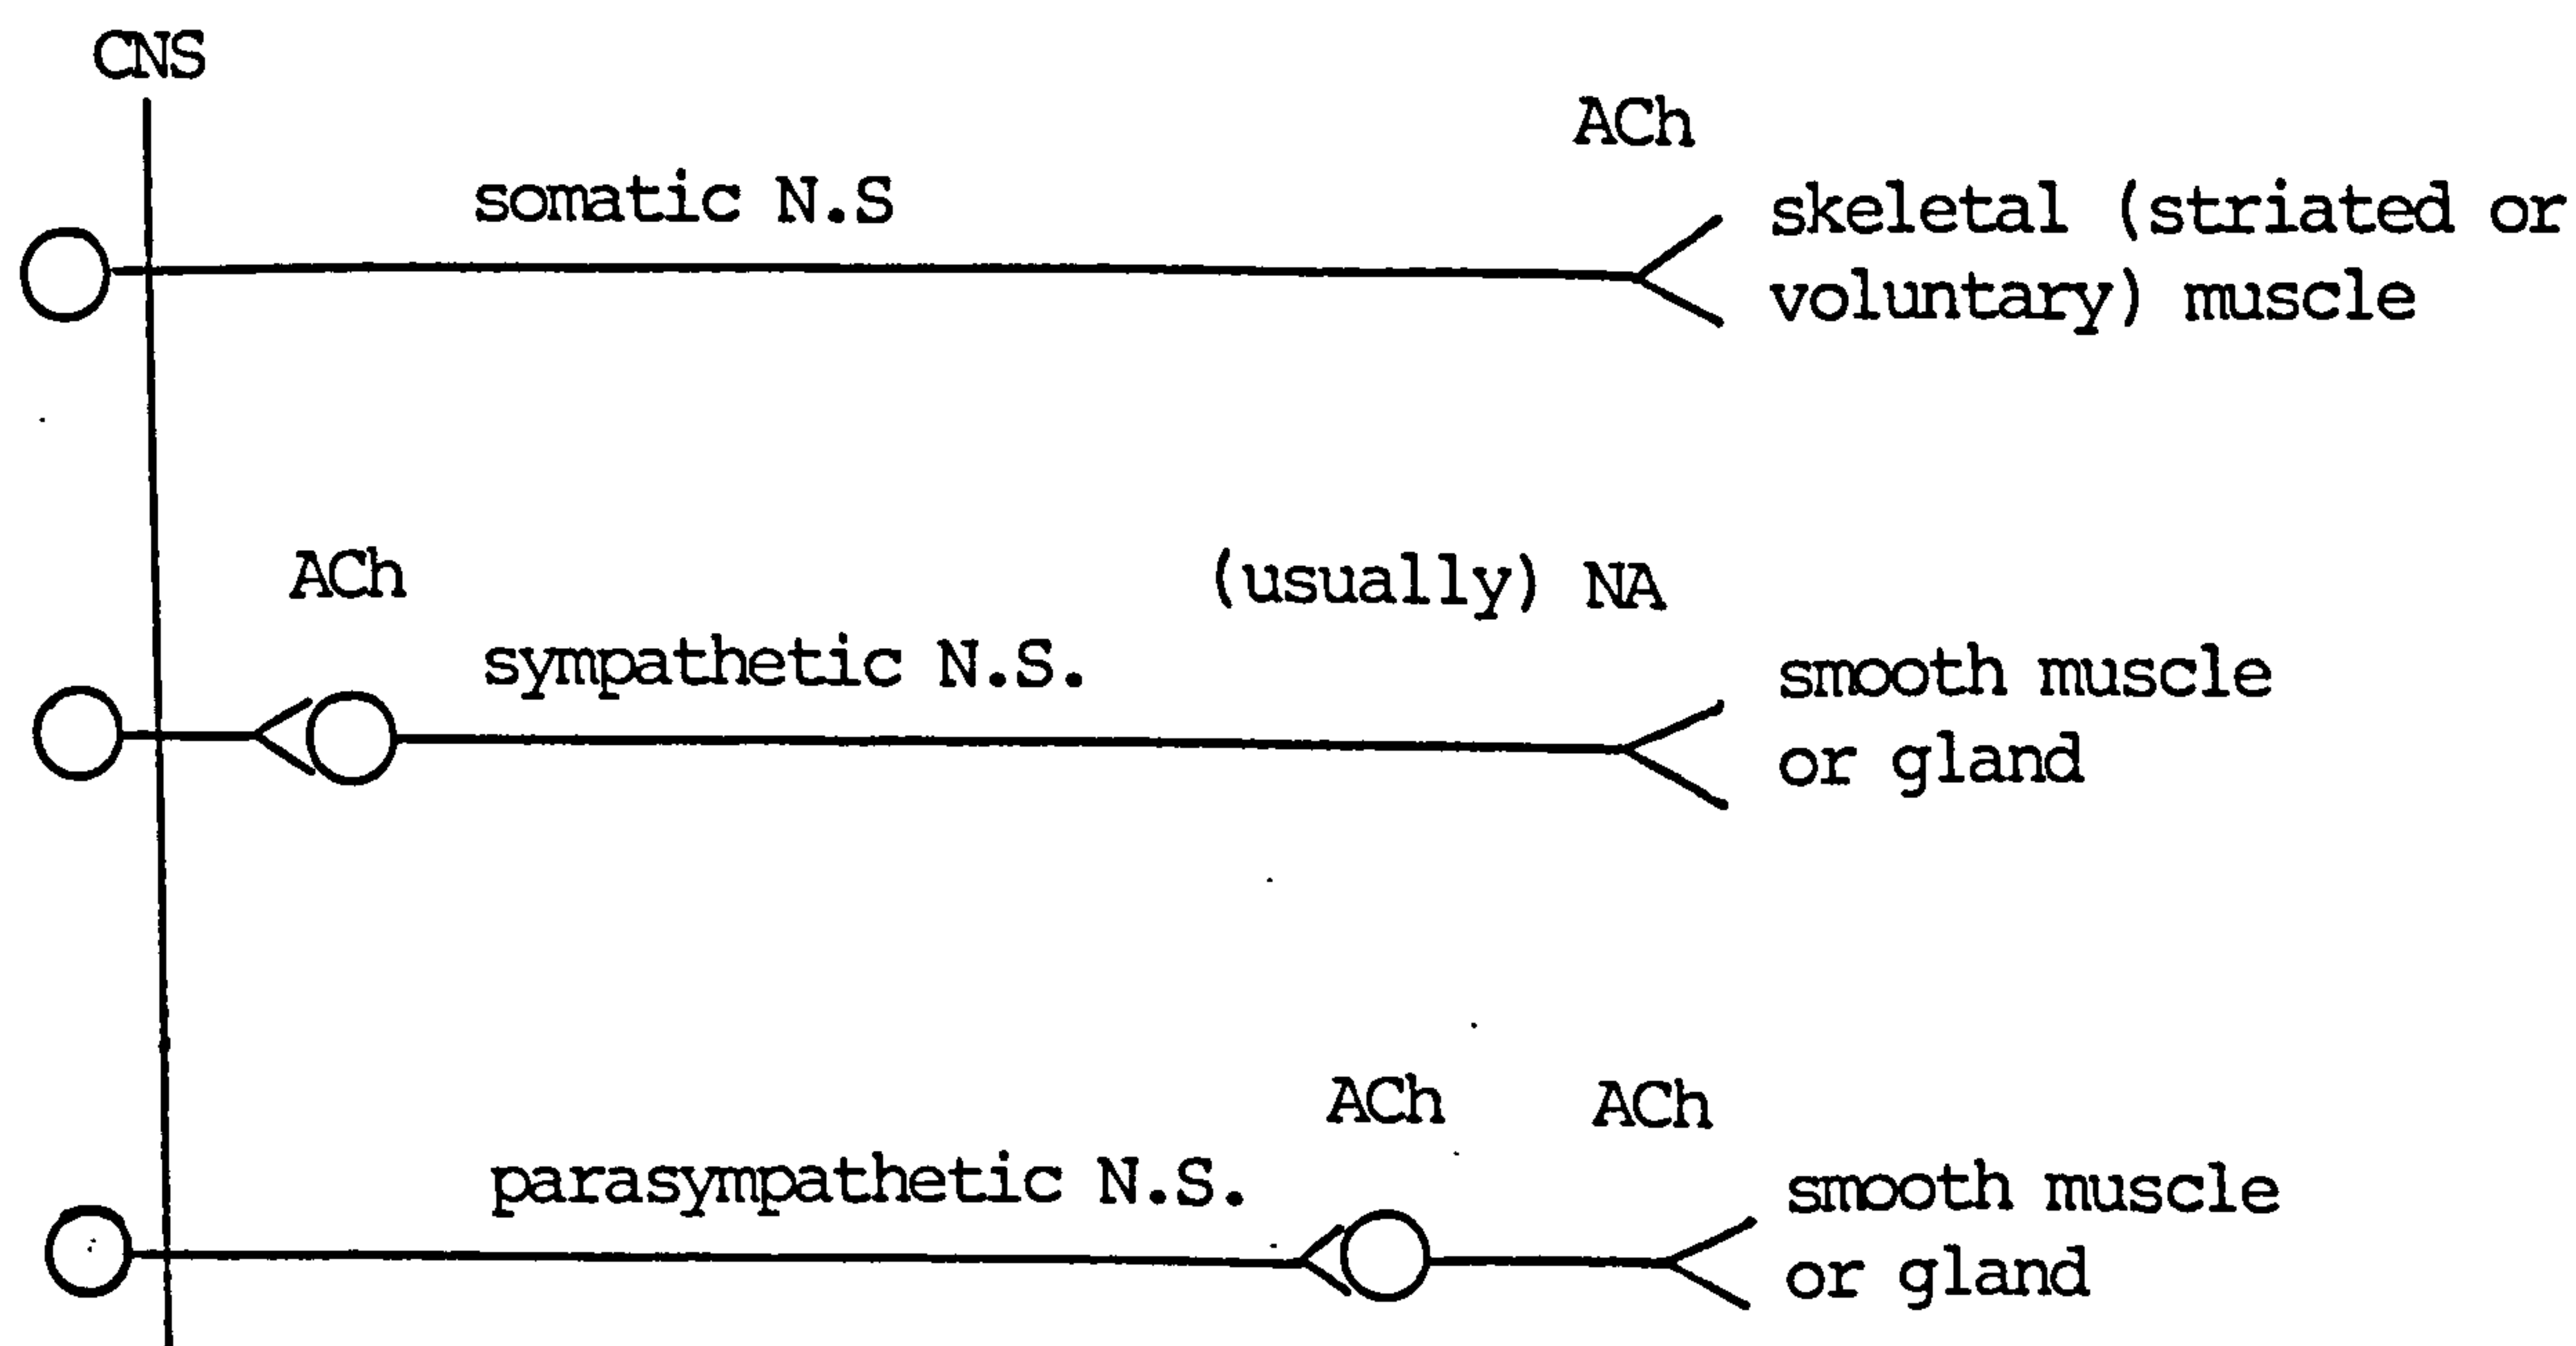 CNS
ACh
somatic N.S
skeletal (striated or
voluntary) muscle
ACh
(usually) NA
sympathetic N.S.
smooth muscle
or gland
ACh
ACh
parasympathetic N.S.
smooth muscle
or gland